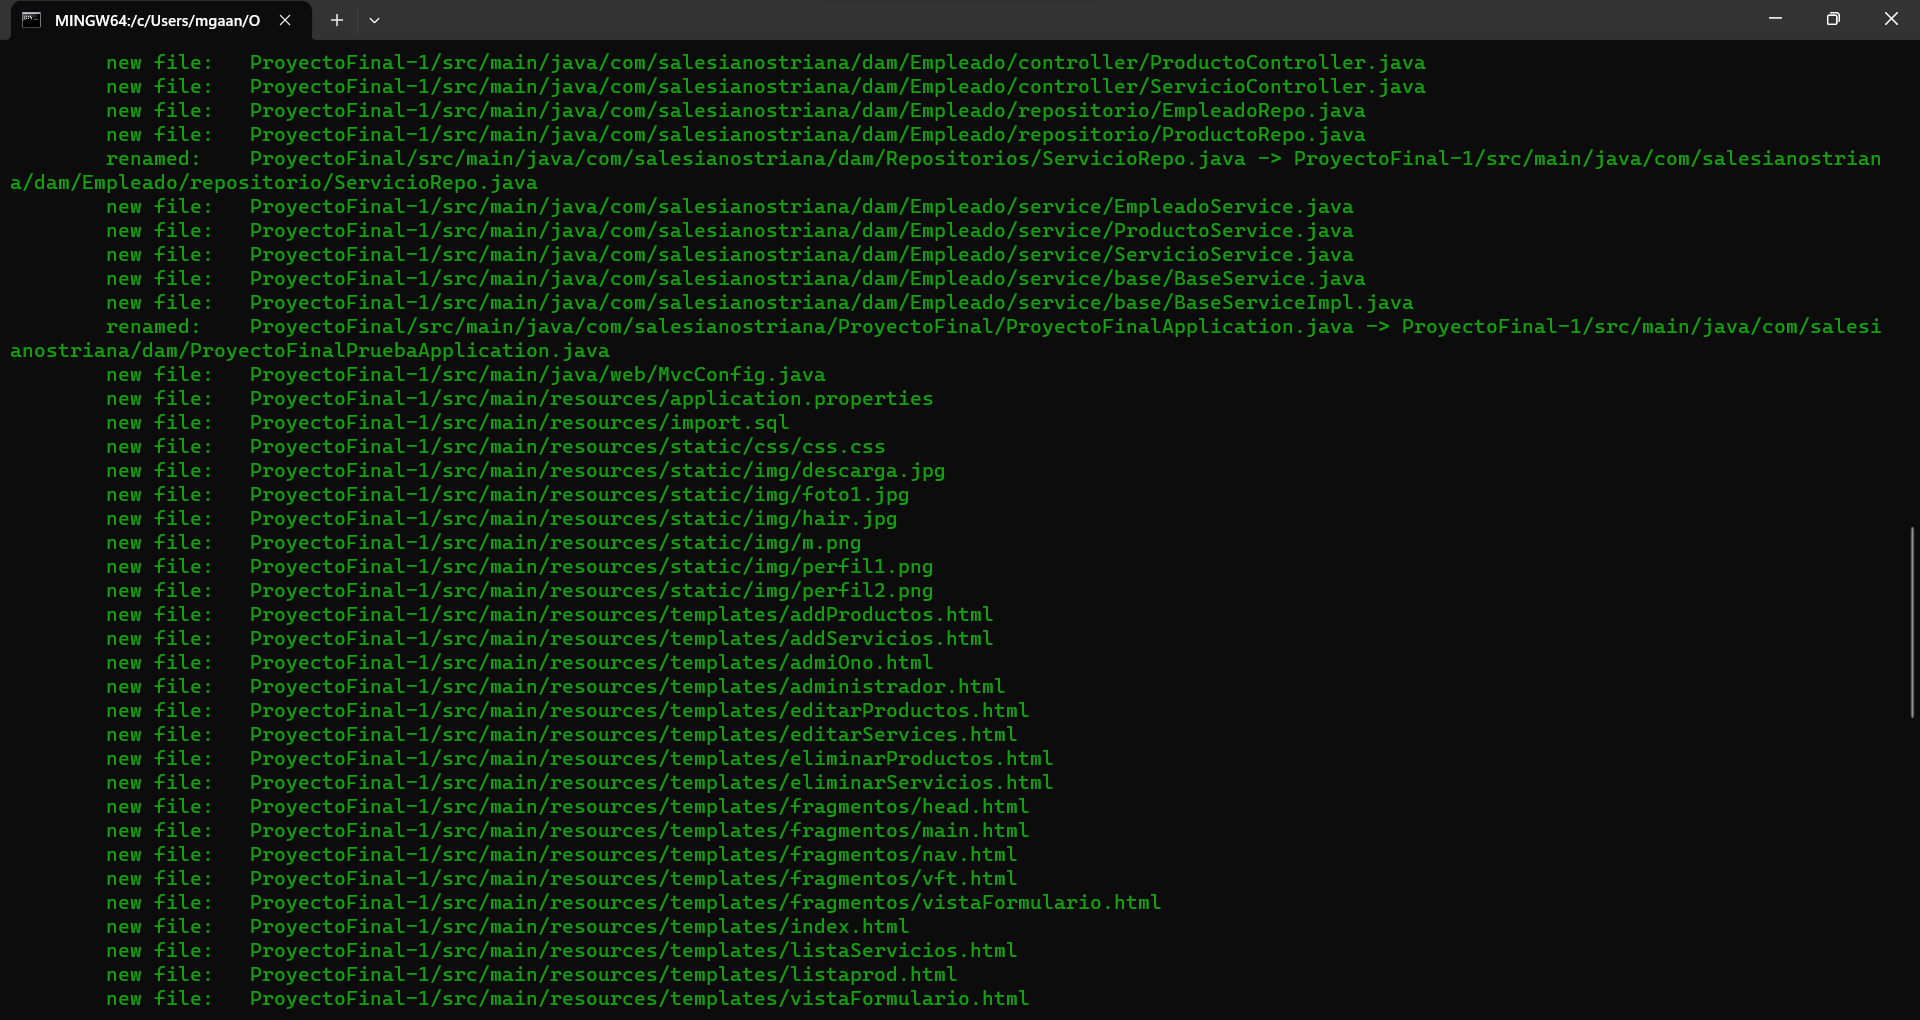 MINGW64:/c/Users/mgaan/O
new file:   ProyectoFinal-1/src/main/java/com/salesianostriana/dam/Empleado/controller/ProductoController.java
new file:   ProyectoFinal-1/src/main/java/com/salesianostriana/dam/Empleado/controller/ServicioController.java
new file:   ProyectoFinal-1/src/main/java/com/salesianostriana/dam/Empleado/repositorio/EmpleadoRepo.java
new file:   ProyectoFinal-1/src/main/java/com/salesianostriana/dam/Empleado/repositorio/ProductoRepo.java
renamed:    ProyectoFinal/src/main/java/com/salesianostriana/dam/Repositorios/ServicioRepo.java -> ProyectoFinal-1/src/main/java/com/salesianostrian
a/dam/Empleado/repositorio/ServicioRepo.java
new file:   ProyectoFinal-1/src/main/java/com/salesianostriana/dam/Empleado/service/EmpleadoService.java
new file:   ProyectoFinal-1/src/main/java/com/salesianostriana/dam/Empleado/service/ProductoService.java
new file:   ProyectoFinal-1/src/main/java/com/salesianostriana/dam/Empleado/service/ServicioService.java
new file:   ProyectoFinal-1/src/main/java/com/salesianostriana/dam/Empleado/service/base/BaseService.java
new file:   ProyectoFinal-1/src/main/java/com/salesianostriana/dam/Empleado/service/base/BaseServiceImpl.java
renamed:    ProyectoFinal/src/main/java/com/salesianostriana/ProyectoFinal/ProyectoFinalApplication.java -> ProyectoFinal-1/src/main/java/com/salesi
anostriana/dam/ProyectoFinalPruebaApplication.java
new file:   ProyectoFinal-1/src/main/java/web/MvcConfig.java
new file:   ProyectoFinal-1/src/main/resources/application.properties
new file:   ProyectoFinal-1/src/main/resources/import.sql
new file:   ProyectoFinal-1/src/main/resources/static/css/css.css
new file:   ProyectoFinal-1/src/main/resources/static/img/descarga.jpg
new file:   ProyectoFinal-1/src/main/resources/static/img/foto1.jpg
new file:   ProyectoFinal-1/src/main/resources/static/img/hair.jpg
new file:   ProyectoFinal-1/src/main/resources/static/img/m.png
new file:   ProyectoFinal-1/src/main/resources/static/img/perfil1.png
new file:   ProyectoFinal-1/src/main/resources/static/img/perfil2.png
new file:   ProyectoFinal-1/src/main/resources/templates/addProductos.html
new file:   ProyectoFinal-1/src/main/resources/templates/addServicios.html
new file:   ProyectoFinal-1/src/main/resources/templates/admiOno.html
new file:   ProyectoFinal-1/src/main/resources/templates/administrador.html
new file:   ProyectoFinal-1/src/main/resources/templates/editarProductos.html
new file:   ProyectoFinal-1/src/main/resources/templates/editarServices.html
new file:   ProyectoFinal-1/src/main/resources/templates/eliminarProductos.html
new file:   ProyectoFinal-1/src/main/resources/templates/eliminarServicios.html
new file:   ProyectoFinal-1/src/main/resources/templates/fragmentos/head.html
new file:   ProyectoFinal-1/src/main/resources/templates/fragmentos/main.html
new file:   ProyectoFinal-1/src/main/resources/templates/fragmentos/nav.html
new file:   ProyectoFinal-1/src/main/resources/templates/fragmentos/vft.html
new file:   ProyectoFinal-1/src/main/resources/templates/fragmentos/vistaFormulario.html
new file:   ProyectoFinal-1/src/main/resources/templates/index.html
new file:   ProyectoFinal-1/src/main/resources/templates/listaServicios.html
new file:   ProyectoFinal-1/src/main/resources/templates/listaprod.html
new file:   ProyectoFinal-1/src/main/resources/templates/vistaFormulario.html